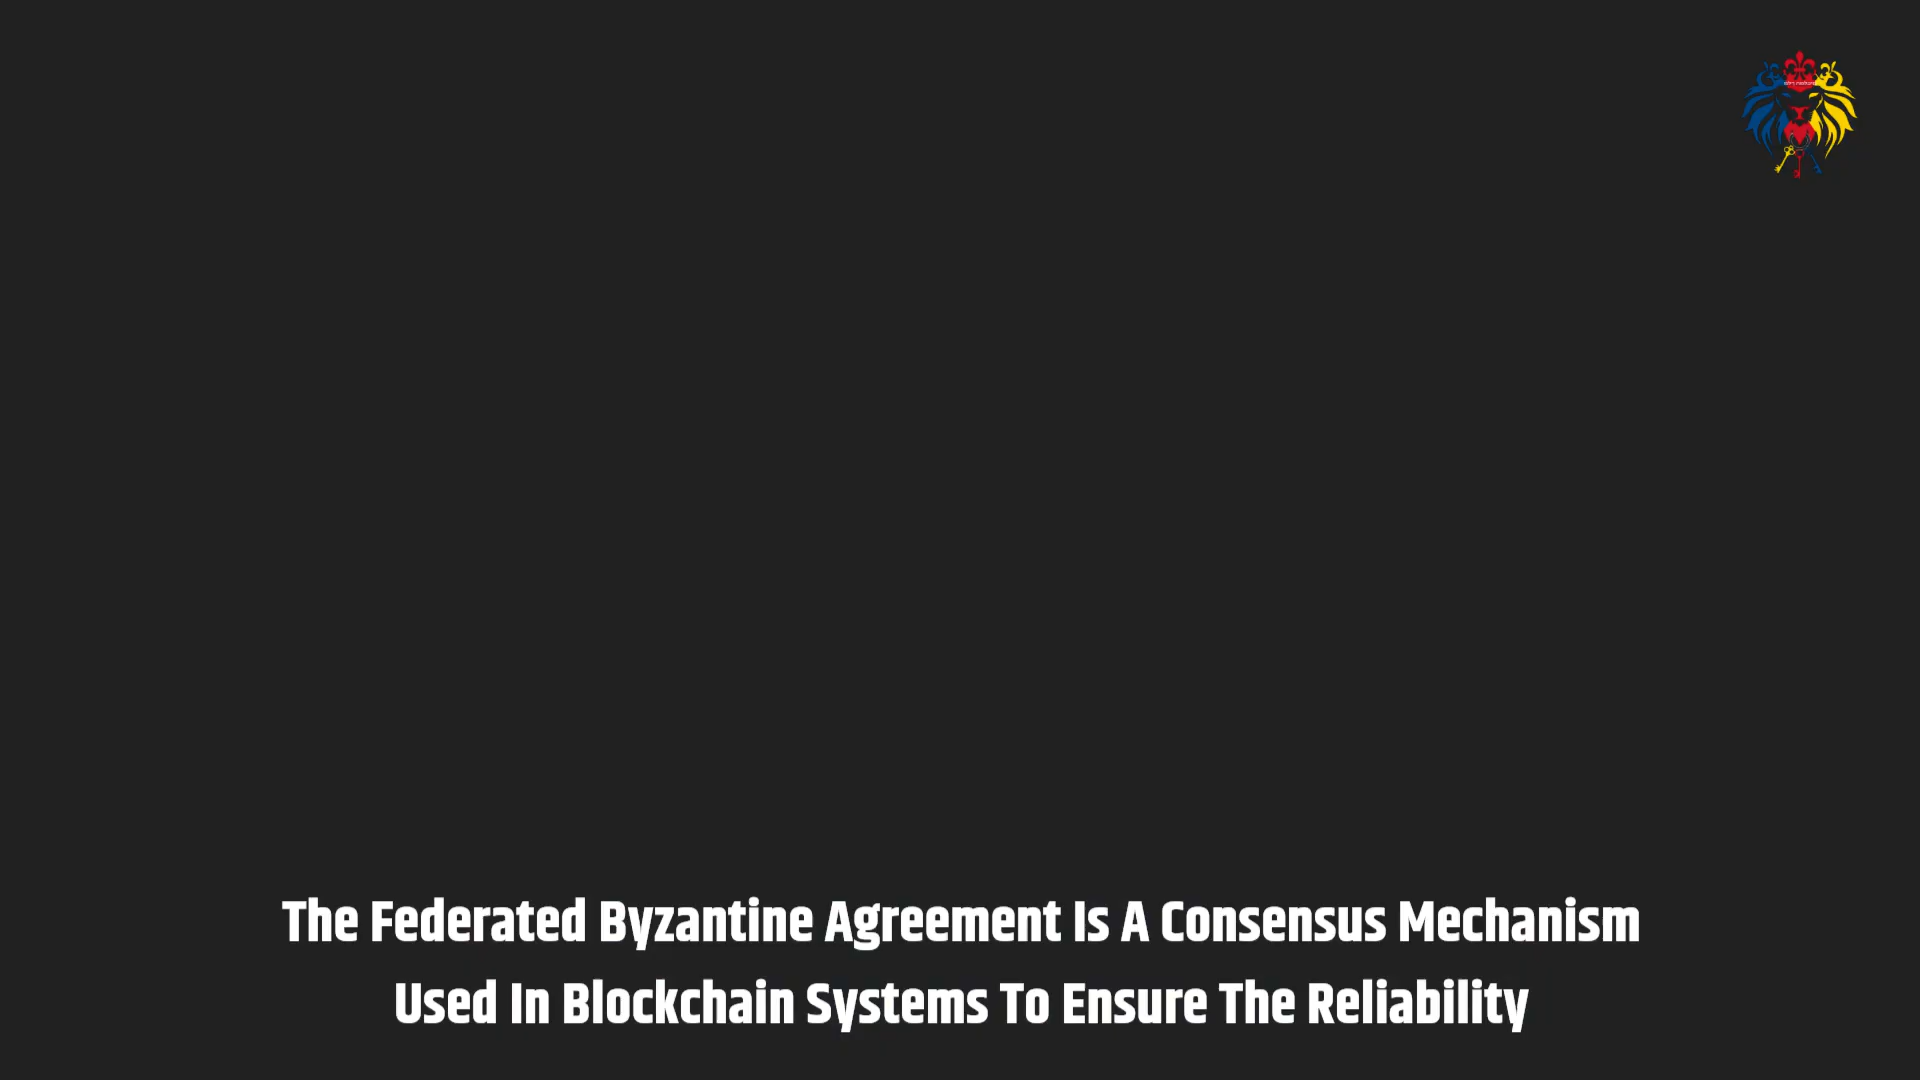 The Federated Byzantine Agreement Is A Consensus Mechanism
Used In Blockchain Systems To Ensure The Reliability